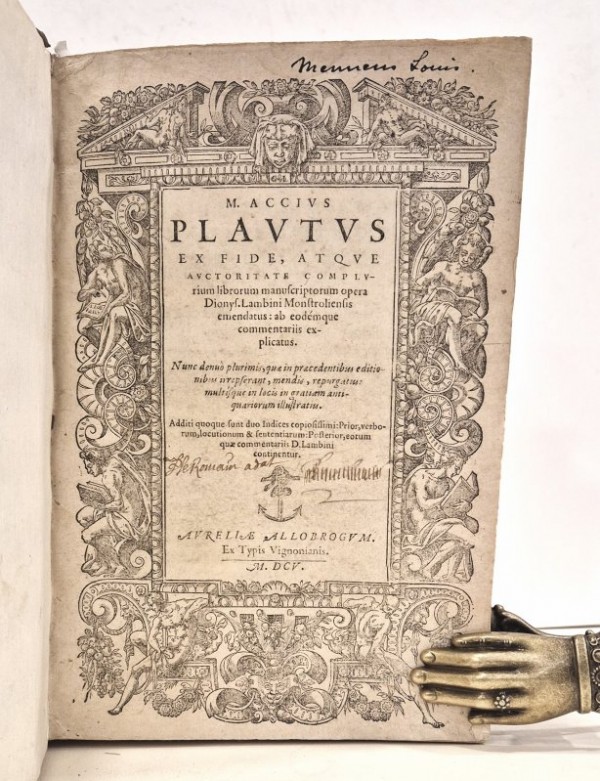 Mennens Louis.
M. ACCIVS
PLAVTVS
EX FIDE, ATQVE
AVCTORITATE COMPLV-
rium librorum manuscriptorum opera
Dionys. Lambini Monstroliensis
emendatus: ab eodémque
commentariis ex-
plicatus.
Nunc denuò plurimis, quæ in præcedentibus editio-
nibus irrepserant, mendis, repurgatus:
multisque in locis in gratiam anti-
quariorum illustratus.
Additi quoque sunt duo Indices copiosissimi: Prior, verbo-
rum, locutionum & sententiarum: Posterior, eorum
quæ commentariis D. Lambini
continentur.
AVRELIÆ ALLOBROGVM.
Ex Typis Vignonianis.
M. DCV.